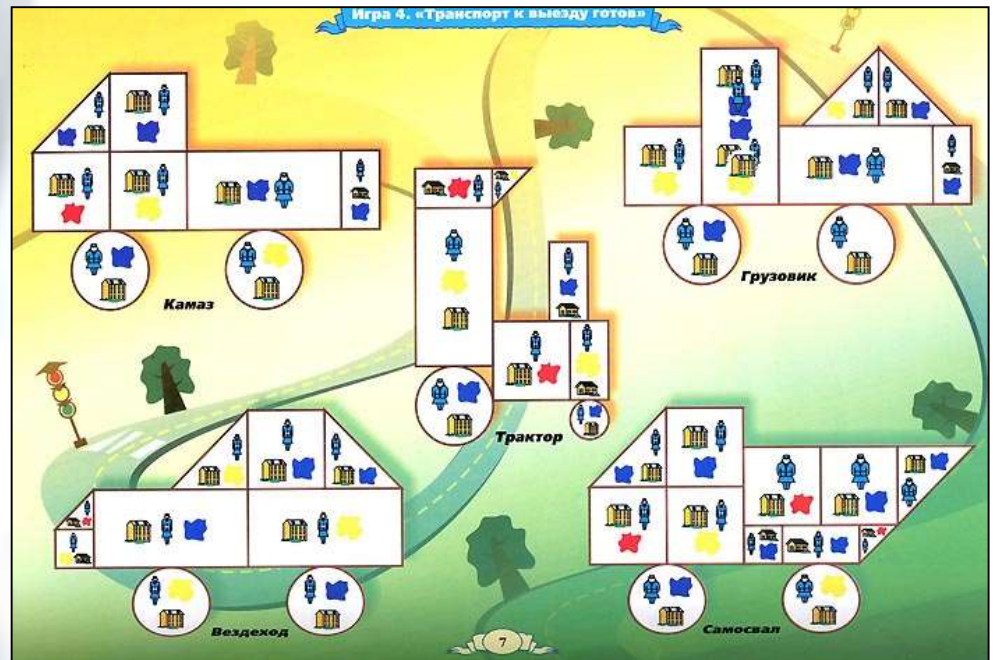 Игра 4. «Транспорт к выезду готов»
Камаз
Грузовик
Трактор
Вездеход
Самосвал
7